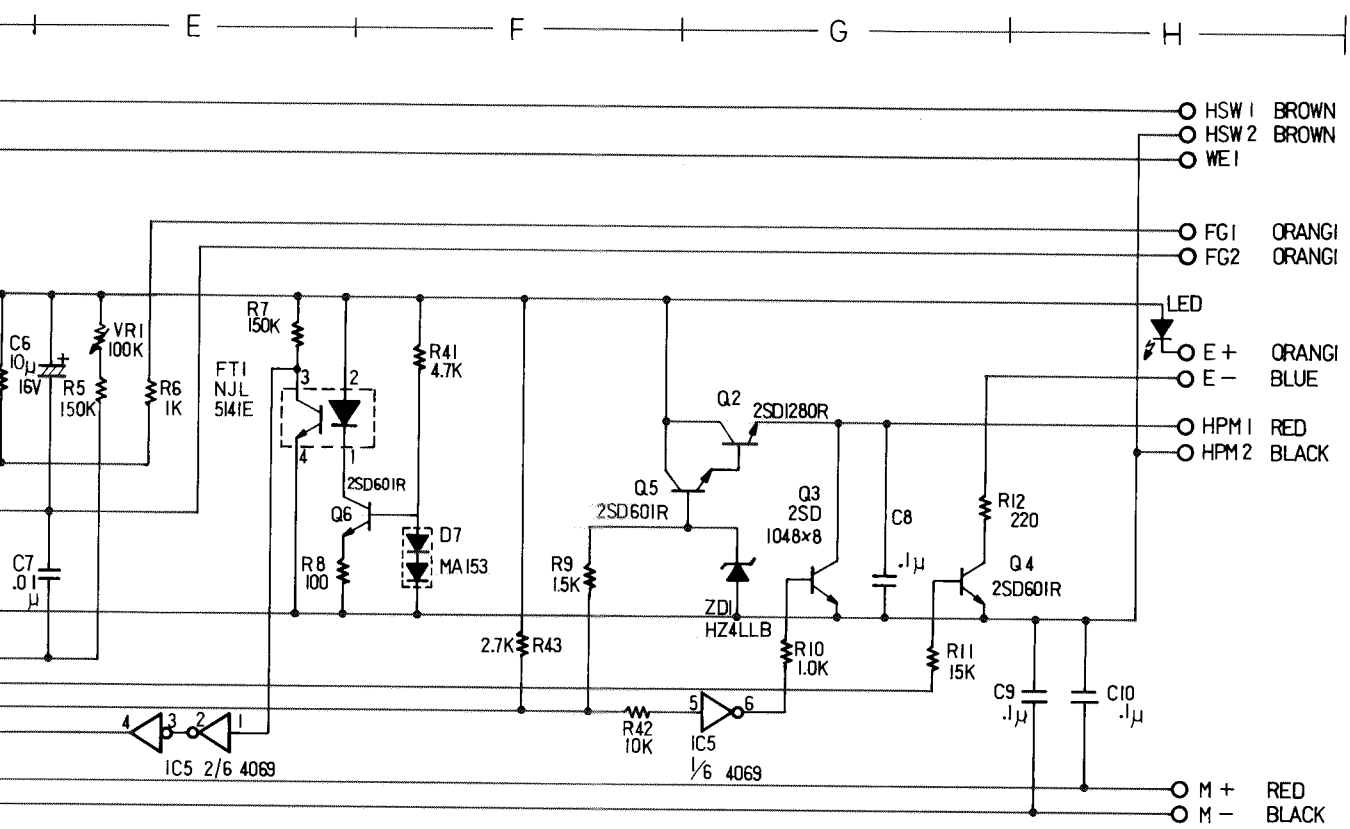 E F G H
HSW1 BROWN
HSW2 BROWN
WE1
FG1 ORANGI
FG2 ORANGI
LED
E+ ORANGI
E- BLUE
HPM1 RED
HPM2 BLACK
C6
10μ
16V
+
VR1
100K
R5
150K
R6
1K
R7
150K
FT1
NJL
5141E
3 2
4 1
R41
4.7K
2SD601R
Q6
R8
100
D7
MA153
C7
.01
μ
Q2
2SD1280R
Q5
2SD601R
R9
1.5K
ZD1
HZ4LLB
Q3
2SD
1048×8
C8
.1μ
R12
220
Q4
2SD601R
2.7K R43
R10
1.0K
R11
15K
C9
.1μ
C10
.1μ
4 3 2 1
IC5 2/6 4069
R42
10K
5 6
IC5
1/6 4069
M+ RED
M- BLACK